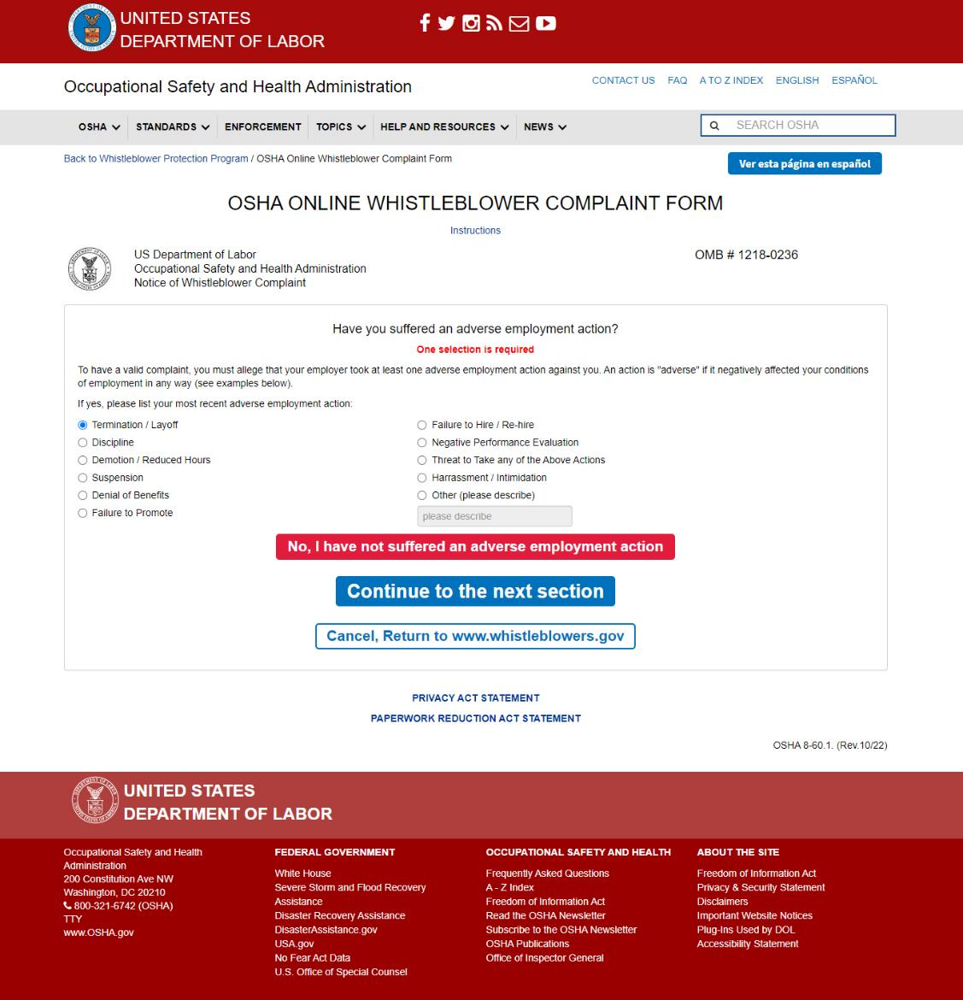 UNITED STATES
DEPARTMENT OF LABOR
Occupational Safety and Health Administration
CONTACT US FAQ A TO Z INDEX ENGLISH ESPAÑOL
OSHA STANDARDS ENFORCEMENT TOPICS HELP AND RESOURCES NEWS
SEARCH OSHA
Back to Whistleblower Protection Program / OSHA Online Whistleblower Complaint Form
Ver esta página en español
OSHA ONLINE WHISTLEBLOWER COMPLAINT FORM
Instructions
US Department of Labor
Occupational Safety and Health Administration
Notice of Whistleblower Complaint
OMB # 1218-0236
Have you suffered an adverse employment action?
One selection is required
To have a valid complaint, you must allege that your employer took at least one adverse employment action against you. An action is "adverse" if it negatively affected your conditions
of employment in any way (see examples below).
If yes, please list your most recent adverse employment action:
Termination / Layoff
Discipline
Demotion / Reduced Hours
Suspension
Denial of Benefits
Failure to Promote
Failure to Hire / Re-hire
Negative Performance Evaluation
Threat to Take any of the Above Actions
Harrassment / Intimidation
Other (please describe)
please describe
No, I have not suffered an adverse employment action
Continue to the next section
Cancel, Return to www.whistleblowers.gov
PRIVACY ACT STATEMENT
PAPERWORK REDUCTION ACT STATEMENT
OSHA 8-60.1. (Rev.10/22)
UNITED STATES
DEPARTMENT OF LABOR
Occupational Safety and Health
Administration
200 Constitution Ave NW
Washington, DC 20210
800-321-6742 (OSHA)
TTY
www.OSHA.gov
FEDERAL GOVERNMENT
White House
Severe Storm and Flood Recovery
Assistance
Disaster Recovery Assistance
DisasterAssistance.gov
USA.gov
No Fear Act Data
U.S. Office of Special Counsel
OCCUPATIONAL SAFETY AND HEALTH
Frequently Asked Questions
A - Z Index
Freedom of Information Act
Read the OSHA Newsletter
Subscribe to the OSHA Newsletter
OSHA Publications
Office of Inspector General
ABOUT THE SITE
Freedom of Information Act
Privacy & Security Statement
Disclaimers
Important Website Notices
Plug-Ins Used by DOL
Accessibility Statement